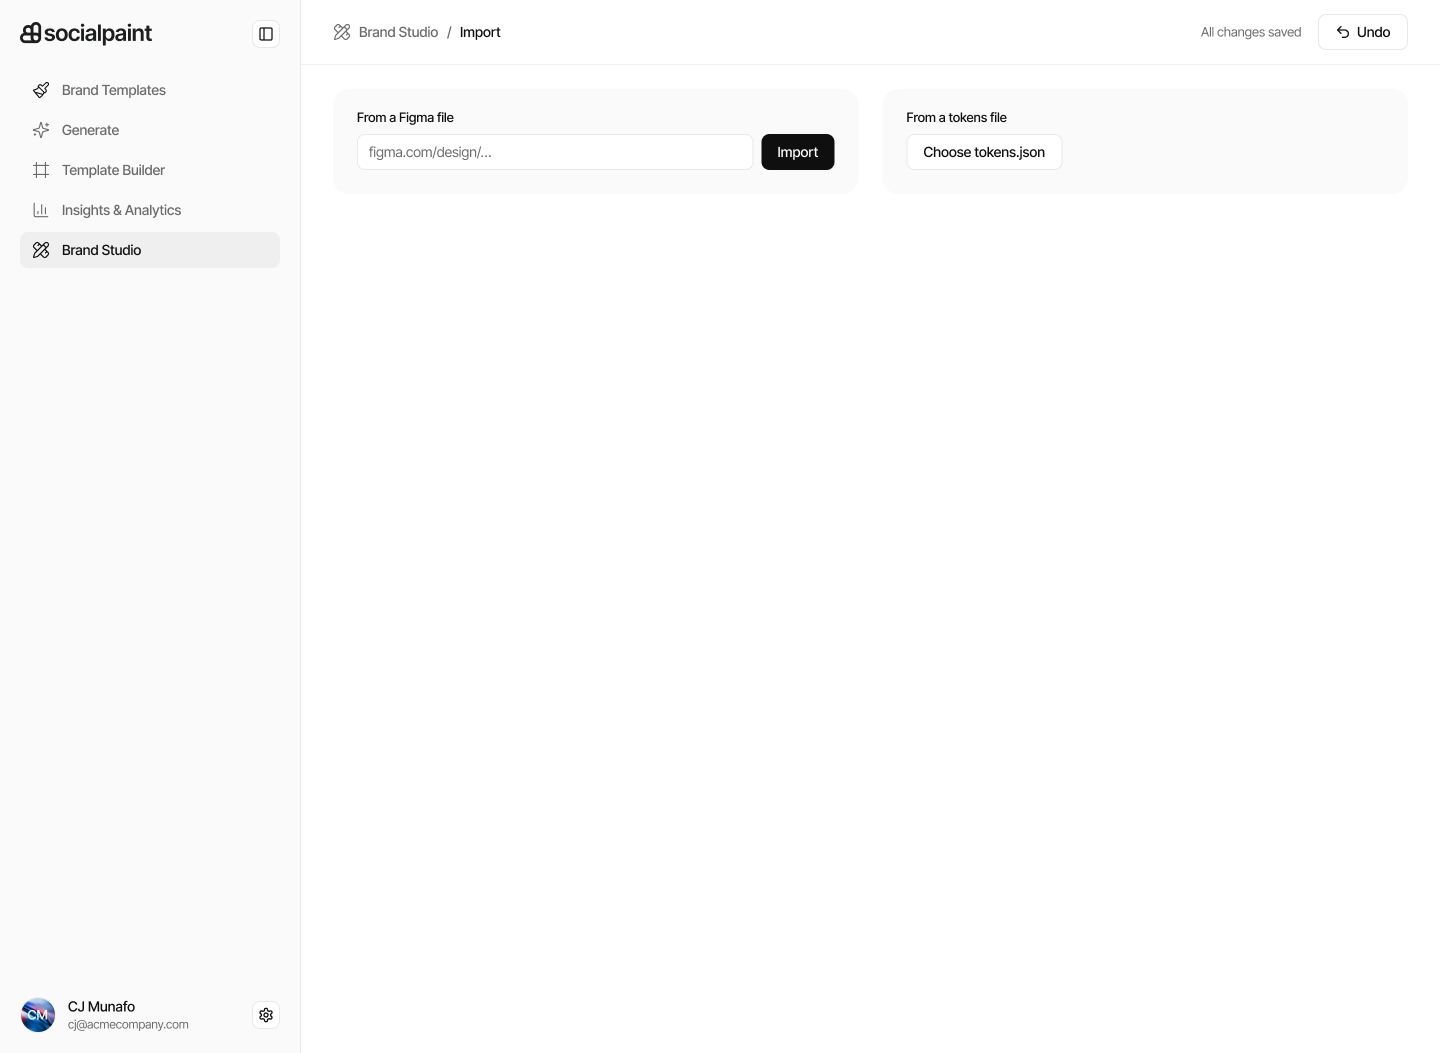 socialpaint
Brand Templates
Generate
Template Builder
Insights & Analytics
Brand Studio
CJ Munafo
cj@acmecompany.com
CM
Brand Studio / Import
All changes saved
Undo
From a Figma file
figma.com/design/...
Import
From a tokens file
Choose tokens.json